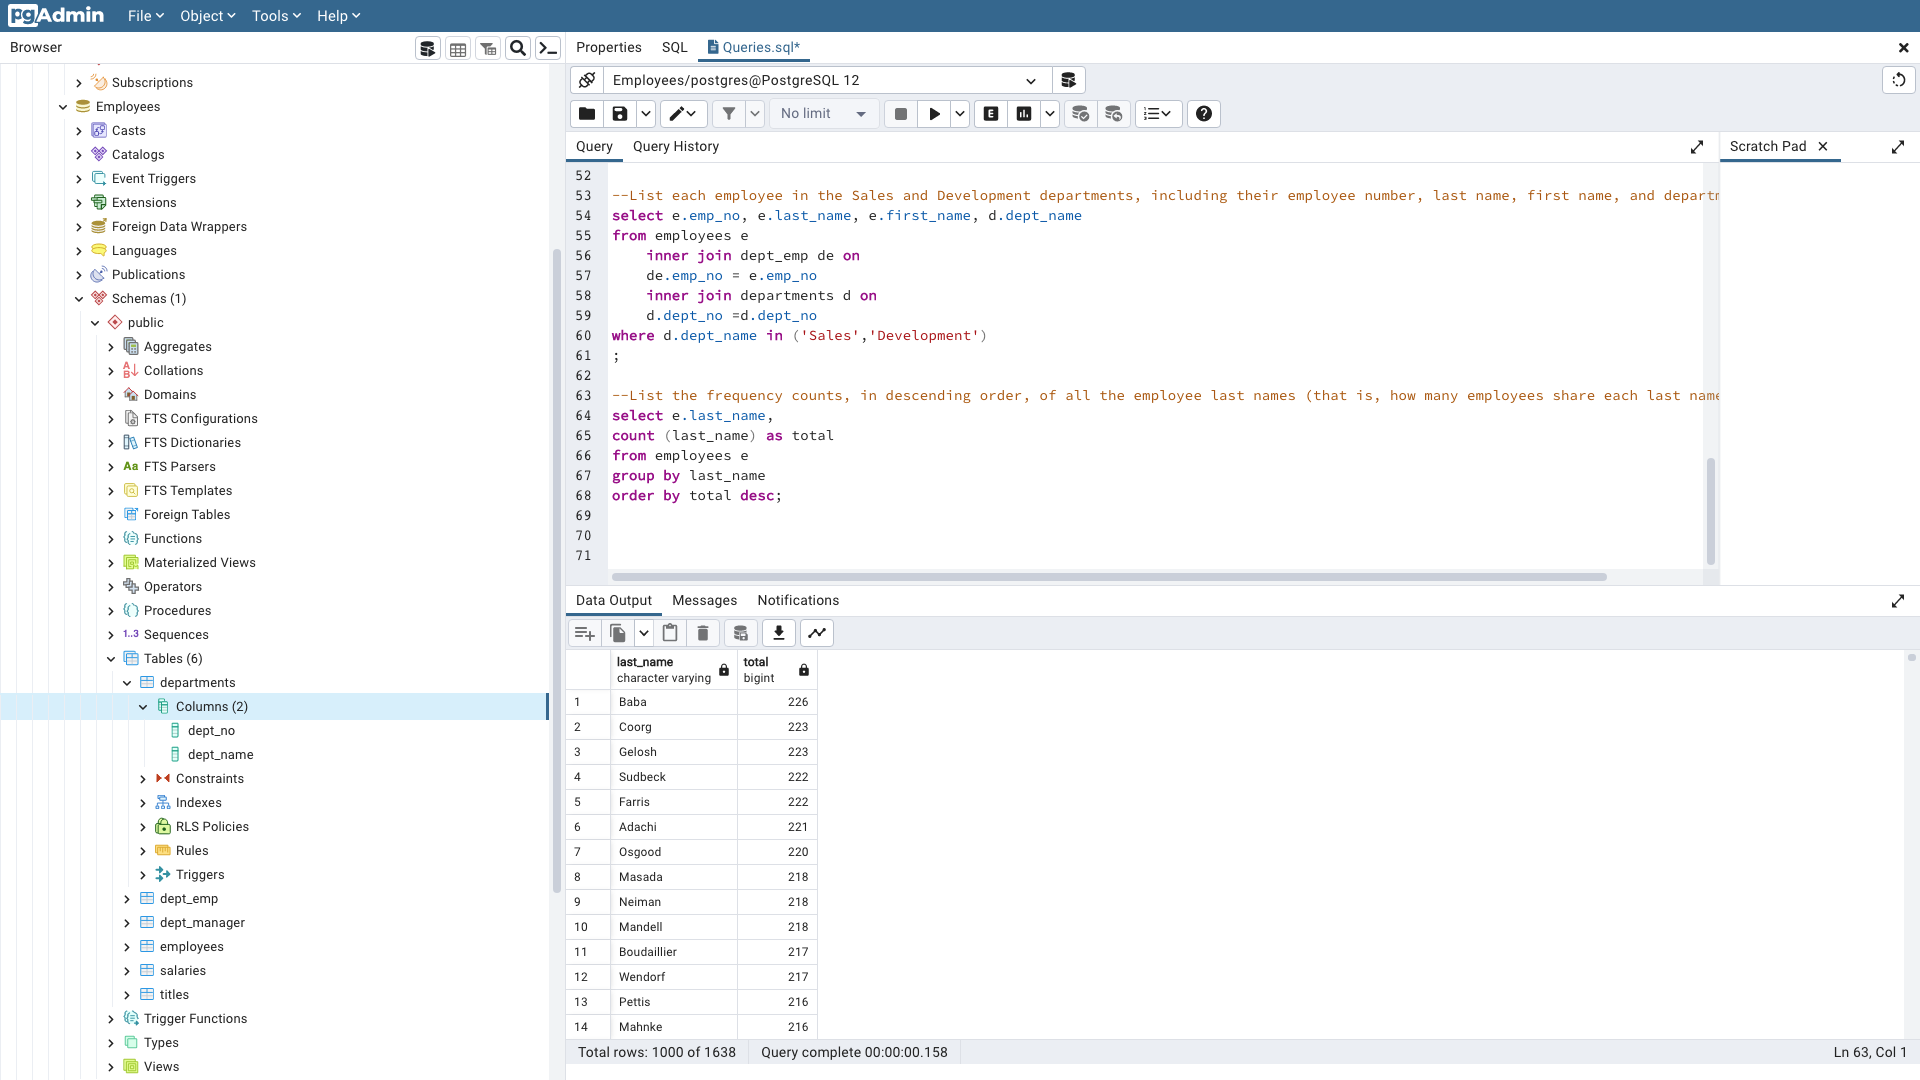 pgAdmin File Object Tools Help
Browser
Subscriptions
Employees
Casts
Catalogs
Event Triggers
Extensions
Foreign Data Wrappers
Languages
Publications
Schemas (1)
public
Aggregates
Collations
Domains
FTS Configurations
FTS Dictionaries
Aa FTS Parsers
FTS Templates
Foreign Tables
Functions
Materialized Views
Operators
Procedures
1..3 Sequences
Tables (6)
departments
Columns (2)
dept_no
dept_name
Constraints
Indexes
RLS Policies
Rules
Triggers
dept_emp
dept_manager
employees
salaries
titles
Trigger Functions
Types
Views
Properties SQL Queries.sql*
Employees/postgres@PostgreSQL 12
No limit
E
Query Query History
Scratch Pad
52
53 --List each employee in the Sales and Development departments, including their employee number, last name, first name, and departm
54 select e.emp_no, e.last_name, e.first_name, d.dept_name
55 from employees e
56 inner join dept_emp de on
57 de.emp_no = e.emp_no
58 inner join departments d on
59 d.dept_no =d.dept_no
60 where d.dept_name in ('Sales','Development')
61 ;
62
63 --List the frequency counts, in descending order, of all the employee last names (that is, how many employees share each last name
64 select e.last_name,
65 count (last_name) as total
66 from employees e
67 group by last_name
68 order by total desc;
69
70
71
Data Output Messages Notifications
last_name total
character varying bigint
1 Baba 226
2 Coorg 223
3 Gelosh 223
4 Sudbeck 222
5 Farris 222
6 Adachi 221
7 Osgood 220
8 Masada 218
9 Neiman 218
10 Mandell 218
11 Boudaillier 217
12 Wendorf 217
13 Pettis 216
14 Mahnke 216
Total rows: 1000 of 1638 Query complete 00:00:00.158 Ln 63, Col 1